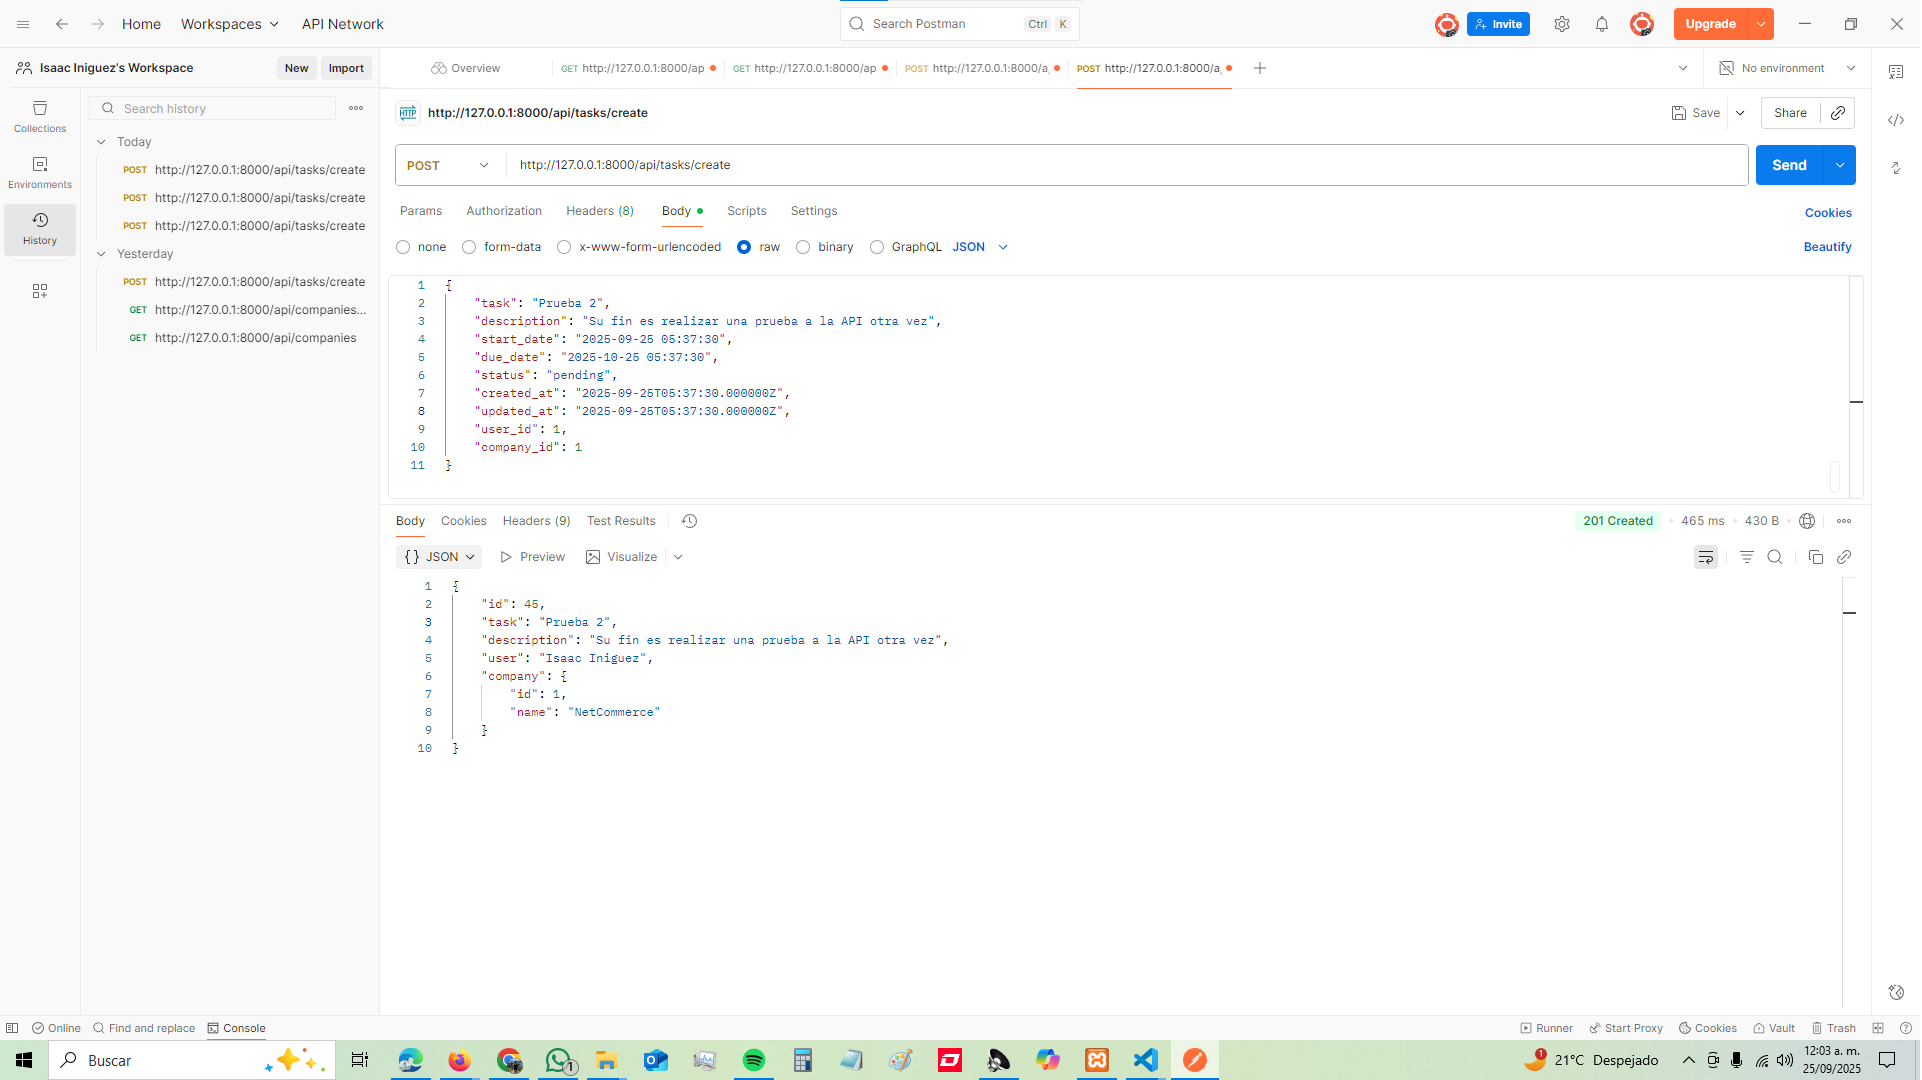 Home Workspaces API Network Search Postman Ctrl K Invite Upgrade
Isaac Iniguez's Workspace New Import Overview GET http://127.0.0.1:8000/ap GET http://127.0.0.1:8000/ap POST http://127.0.0.1:8000/a POST http://127.0.0.1:8000/a No environment
Collections
Environments
History
Search history
Today
POST http://127.0.0.1:8000/api/tasks/create
POST http://127.0.0.1:8000/api/tasks/create
POST http://127.0.0.1:8000/api/tasks/create
Yesterday
POST http://127.0.0.1:8000/api/tasks/create
GET http://127.0.0.1:8000/api/companies...
GET http://127.0.0.1:8000/api/companies
HTTP http://127.0.0.1:8000/api/tasks/create Save Share
POST http://127.0.0.1:8000/api/tasks/create Send
Params Authorization Headers (8) Body Scripts Settings Cookies
none form-data x-www-form-urlencoded raw binary GraphQL JSON Beautify
1 {
2 "task": "Prueba 2",
3 "description": "Su fin es realizar una prueba a la API otra vez",
4 "start_date": "2025-09-25 05:37:30",
5 "due_date": "2025-10-25 05:37:30",
6 "status": "pending",
7 "created_at": "2025-09-25T05:37:30.000000Z",
8 "updated_at": "2025-09-25T05:37:30.000000Z",
9 "user_id": 1,
10 "company_id": 1
11 }
Body Cookies Headers (9) Test Results 201 Created 465 ms 430 B
{} JSON Preview Visualize
1 {
2 "id": 45,
3 "task": "Prueba 2",
4 "description": "Su fin es realizar una prueba a la API otra vez",
5 "user": "Isaac Iniguez",
6 "company": {
7 "id": 1,
8 "name": "NetCommerce"
9 }
10 }
Online Find and replace Console Runner Start Proxy Cookies Vault Trash
Buscar 1 1 21°C Despejado 12:03 a. m.
25/09/2025